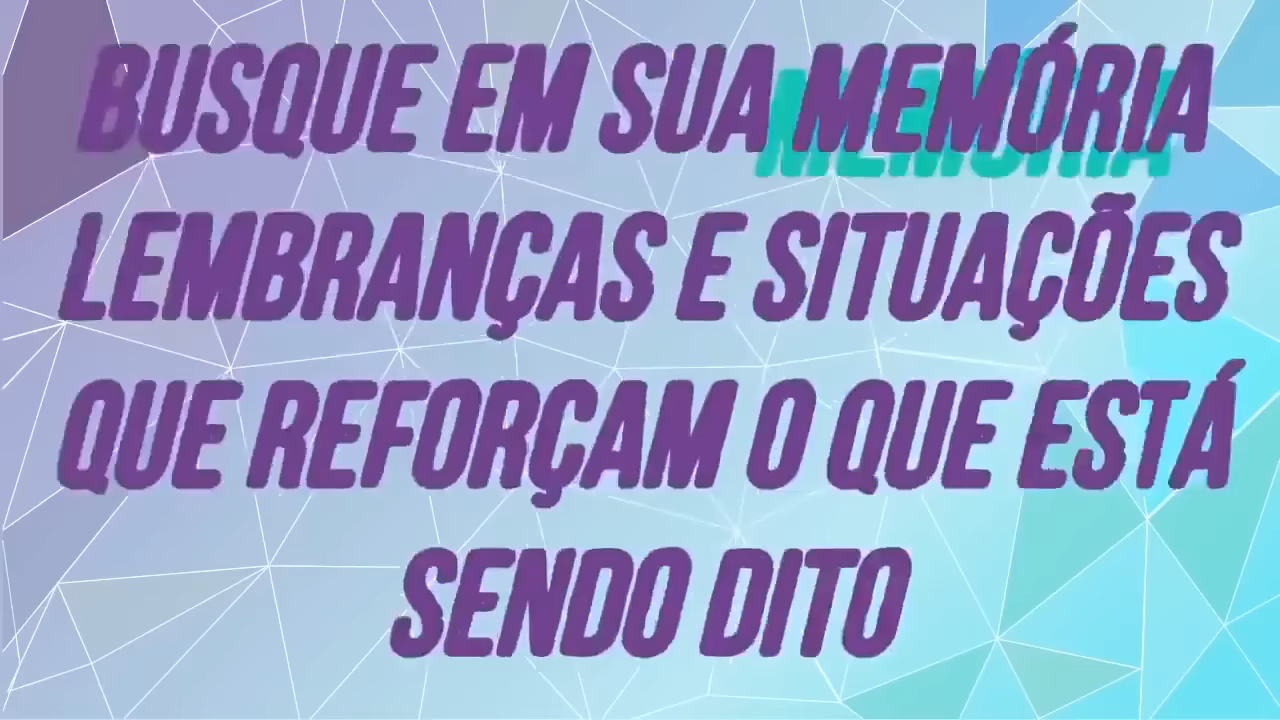 BUSQUE EM SUA MEMÓRIA
LEMBRANÇAS E SITUAÇÕES
QUE REFORÇAM O QUE ESTÁ
SENDO DITO